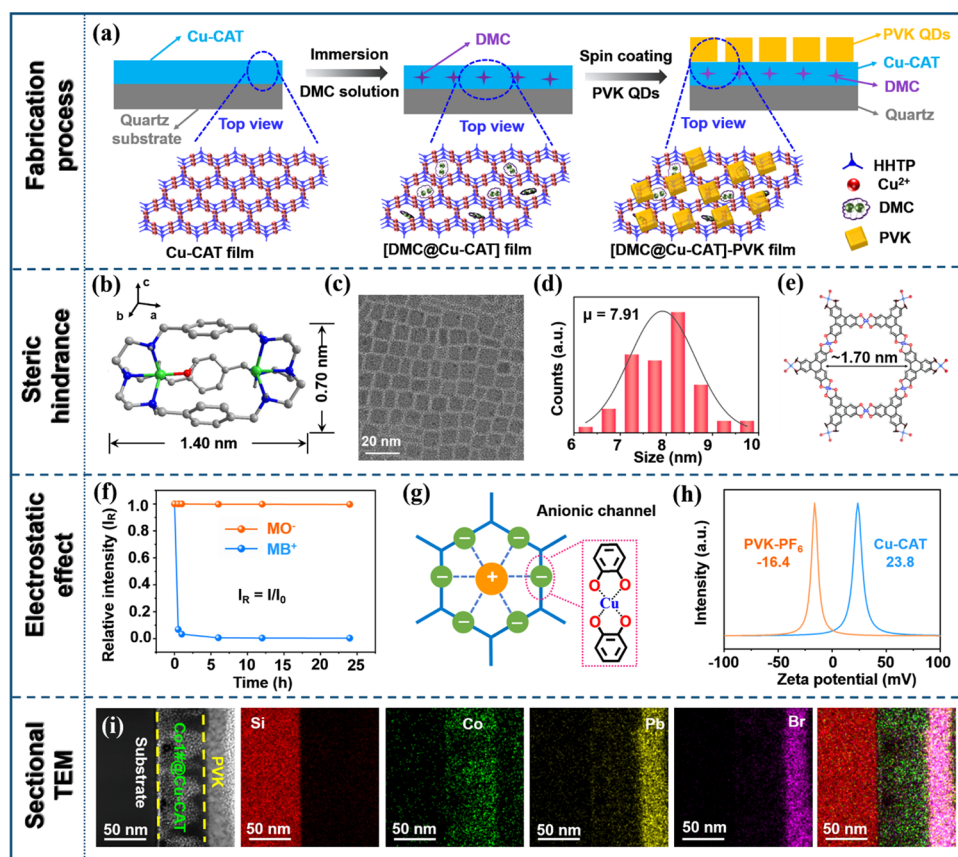 Fabrication
process
(a)
Cu-CAT
Quartz
substrate
Top view
Cu-CAT film
Immersion
DMC solution
DMC
Top view
[DMC@Cu-CAT] film
Spin coating
PVK QDs
PVK QDs
Cu-CAT
DMC
Quartz
Top view
[DMC@Cu-CAT]-PVK film
HHTP
Cu²⁺
DMC
PVK
Steric
hindrance
(b)
c
b
a
0.70 nm
1.40 nm
(c)
20 nm
(d)
μ = 7.91
Counts (a.u.)
6 7 8 9 10
Size (nm)
(e)
~1.70 nm
Electrostatic
effect
(f)
Relative intensity (I_R)
1.0
0.8
0.6
0.4
0.2
0.0
MO⁻
MB⁺
I_R = I/I₀
0 5 10 15 20 25
Time (h)
(g)
Anionic channel
O O
Cu
O O
(h)
Intensity (a.u.)
PVK-PF₆
-16.4
Cu-CAT
23.8
-100 -50 0 50 100
Zeta potential (mV)
Sectional
TEM
(i)
Substrate
PVK
50 nm
Si
50 nm
Co
50 nm
Pb
50 nm
Br
50 nm
50 nm